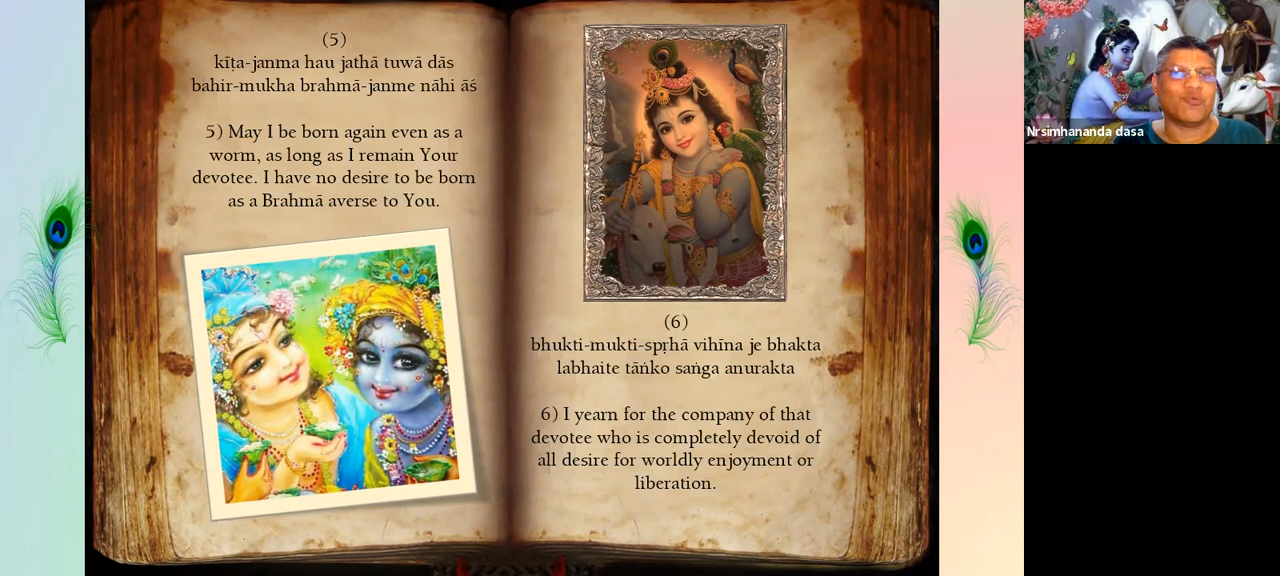 (5)
kīṭa-janma hau jathā tuwā dās
bahir-mukha brahmā-janme nāhi āś
5) May I be born again even as a
worm, as long as I remain Your
devotee. I have no desire to be born
as a Brahmā averse to You.
(6)
bhukti-mukti-spṛhā vihīna je bhakta
labhaite tāṅko saṅga anurakta
6) I yearn for the company of that
devotee who is completely devoid of
all desire for worldly enjoyment or
liberation.
Nrsimhananda dasa